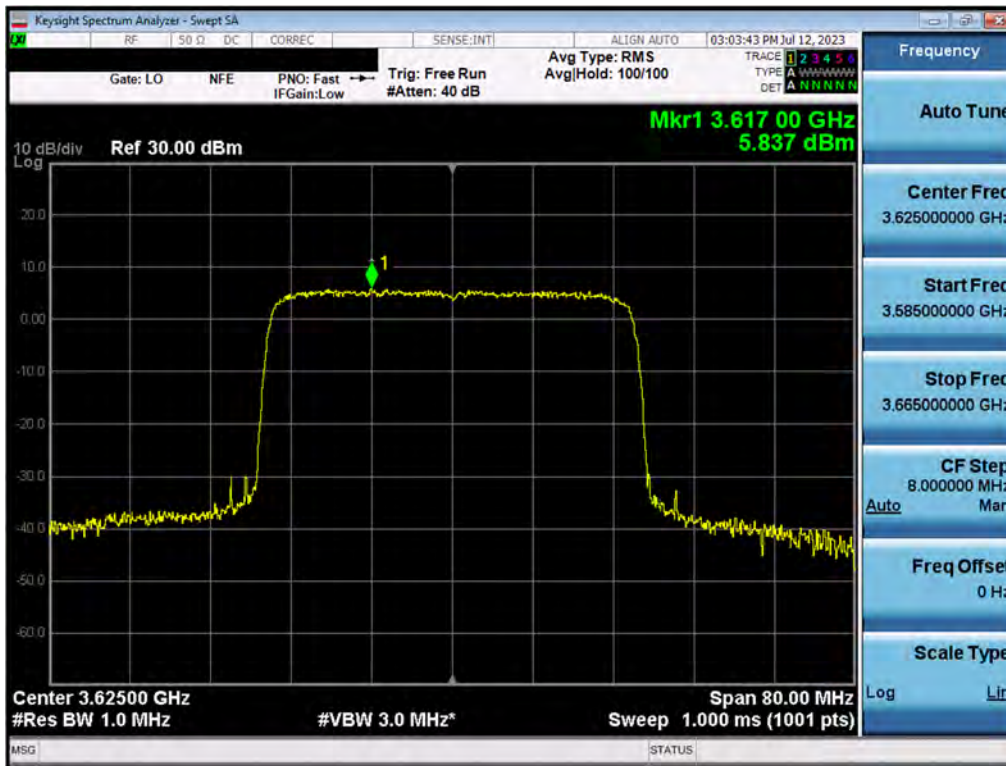 Keysight Spectrum Analyzer - Swept SA
LXI RF 50 Ω DC CORREC SENSE:INT ALIGN AUTO 03:03:43 PM Jul 12, 2023
Gate: LO NFE PNO: Fast Trig: Free Run Avg Type: RMS TRACE 1 2 3 4 5 6
IFGain:Low #Atten: 40 dB Avg|Hold: 100/100 TYPE A WWWWW
DET A N N N N N
Mkr1 3.617 00 GHz
5.837 dBm
10 dB/div Ref 30.00 dBm
Log
20.0
10.0
0.00
-10.0
-20.0
-30.0
-40.0
-50.0
-60.0
1
Center 3.62500 GHz Span 80.00 MHz
#Res BW 1.0 MHz #VBW 3.0 MHz* Sweep 1.000 ms (1001 pts)
MSG STATUS
Frequency
Auto Tune
Center Freq
3.625000000 GHz
Start Freq
3.585000000 GHz
Stop Freq
3.665000000 GHz
CF Step
8.000000 MHz
Auto Man
Freq Offset
0 Hz
Scale Type
Log Lin